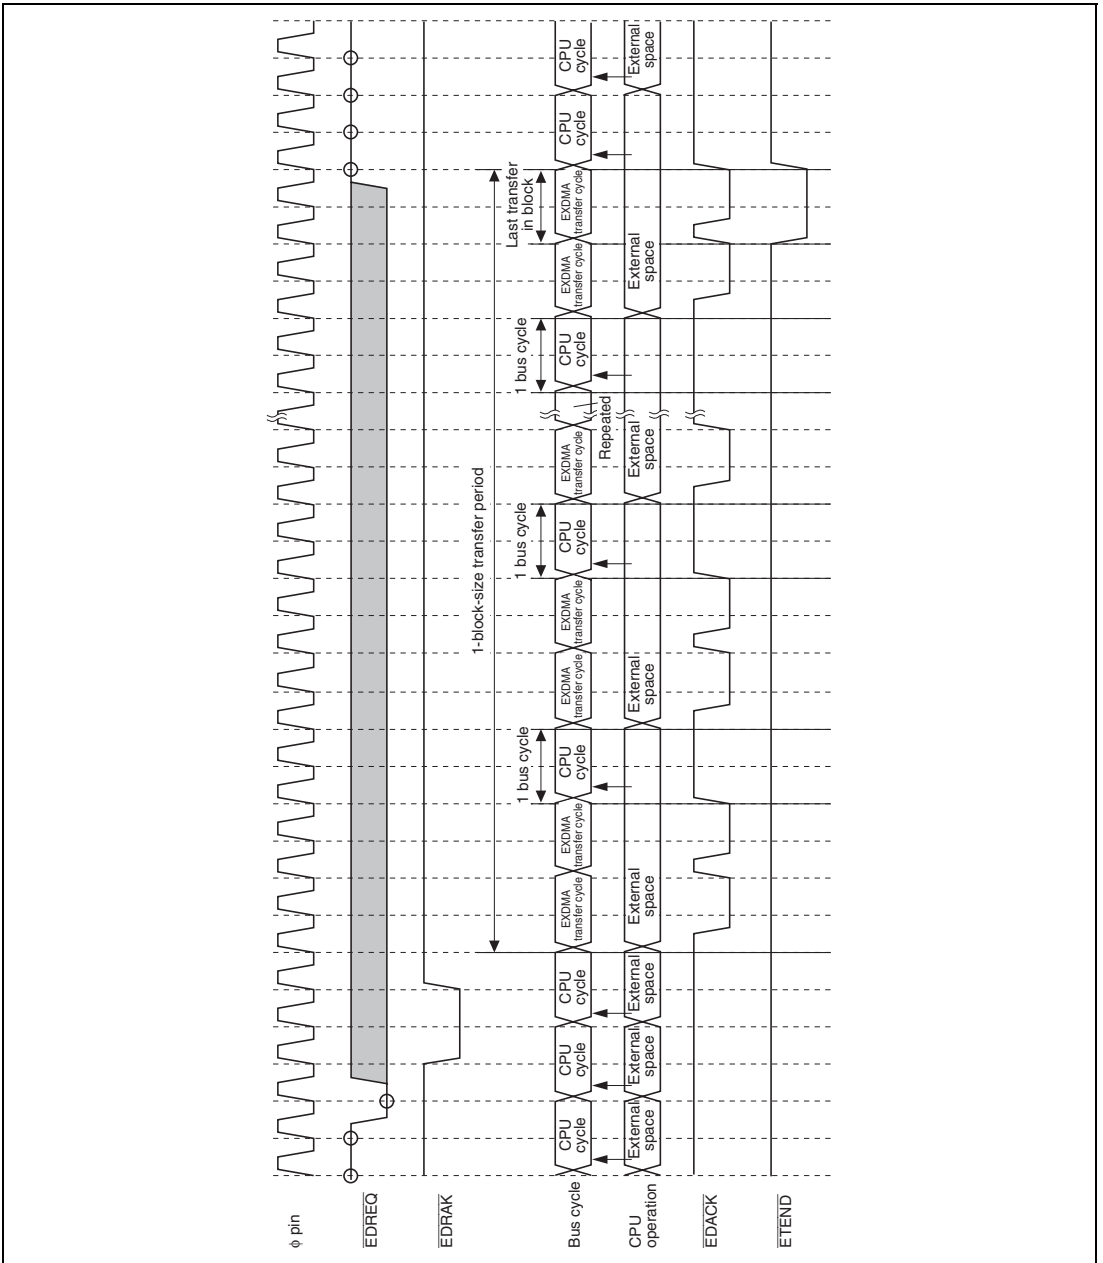 φ pin
EDREQ
EDRAK
1-block-size transfer period
Last transfer
in block
1 bus cycle
1 bus cycle
1 bus cycle
Repeated
Bus cycle
CPU
cycle
CPU
cycle
CPU
cycle
EXDMA
transfer cycle
EXDMA
transfer cycle
CPU
cycle
EXDMA
transfer cycle
EXDMA
transfer cycle
CPU
cycle
EXDMA
transfer cycle
CPU
cycle
EXDMA
transfer cycle
EXDMA
transfer cycle
CPU
cycle
CPU
cycle
CPU
operation
External
space
External
space
External
space
External
space
External
space
External
space
External
space
External
space
EDACK
ETEND